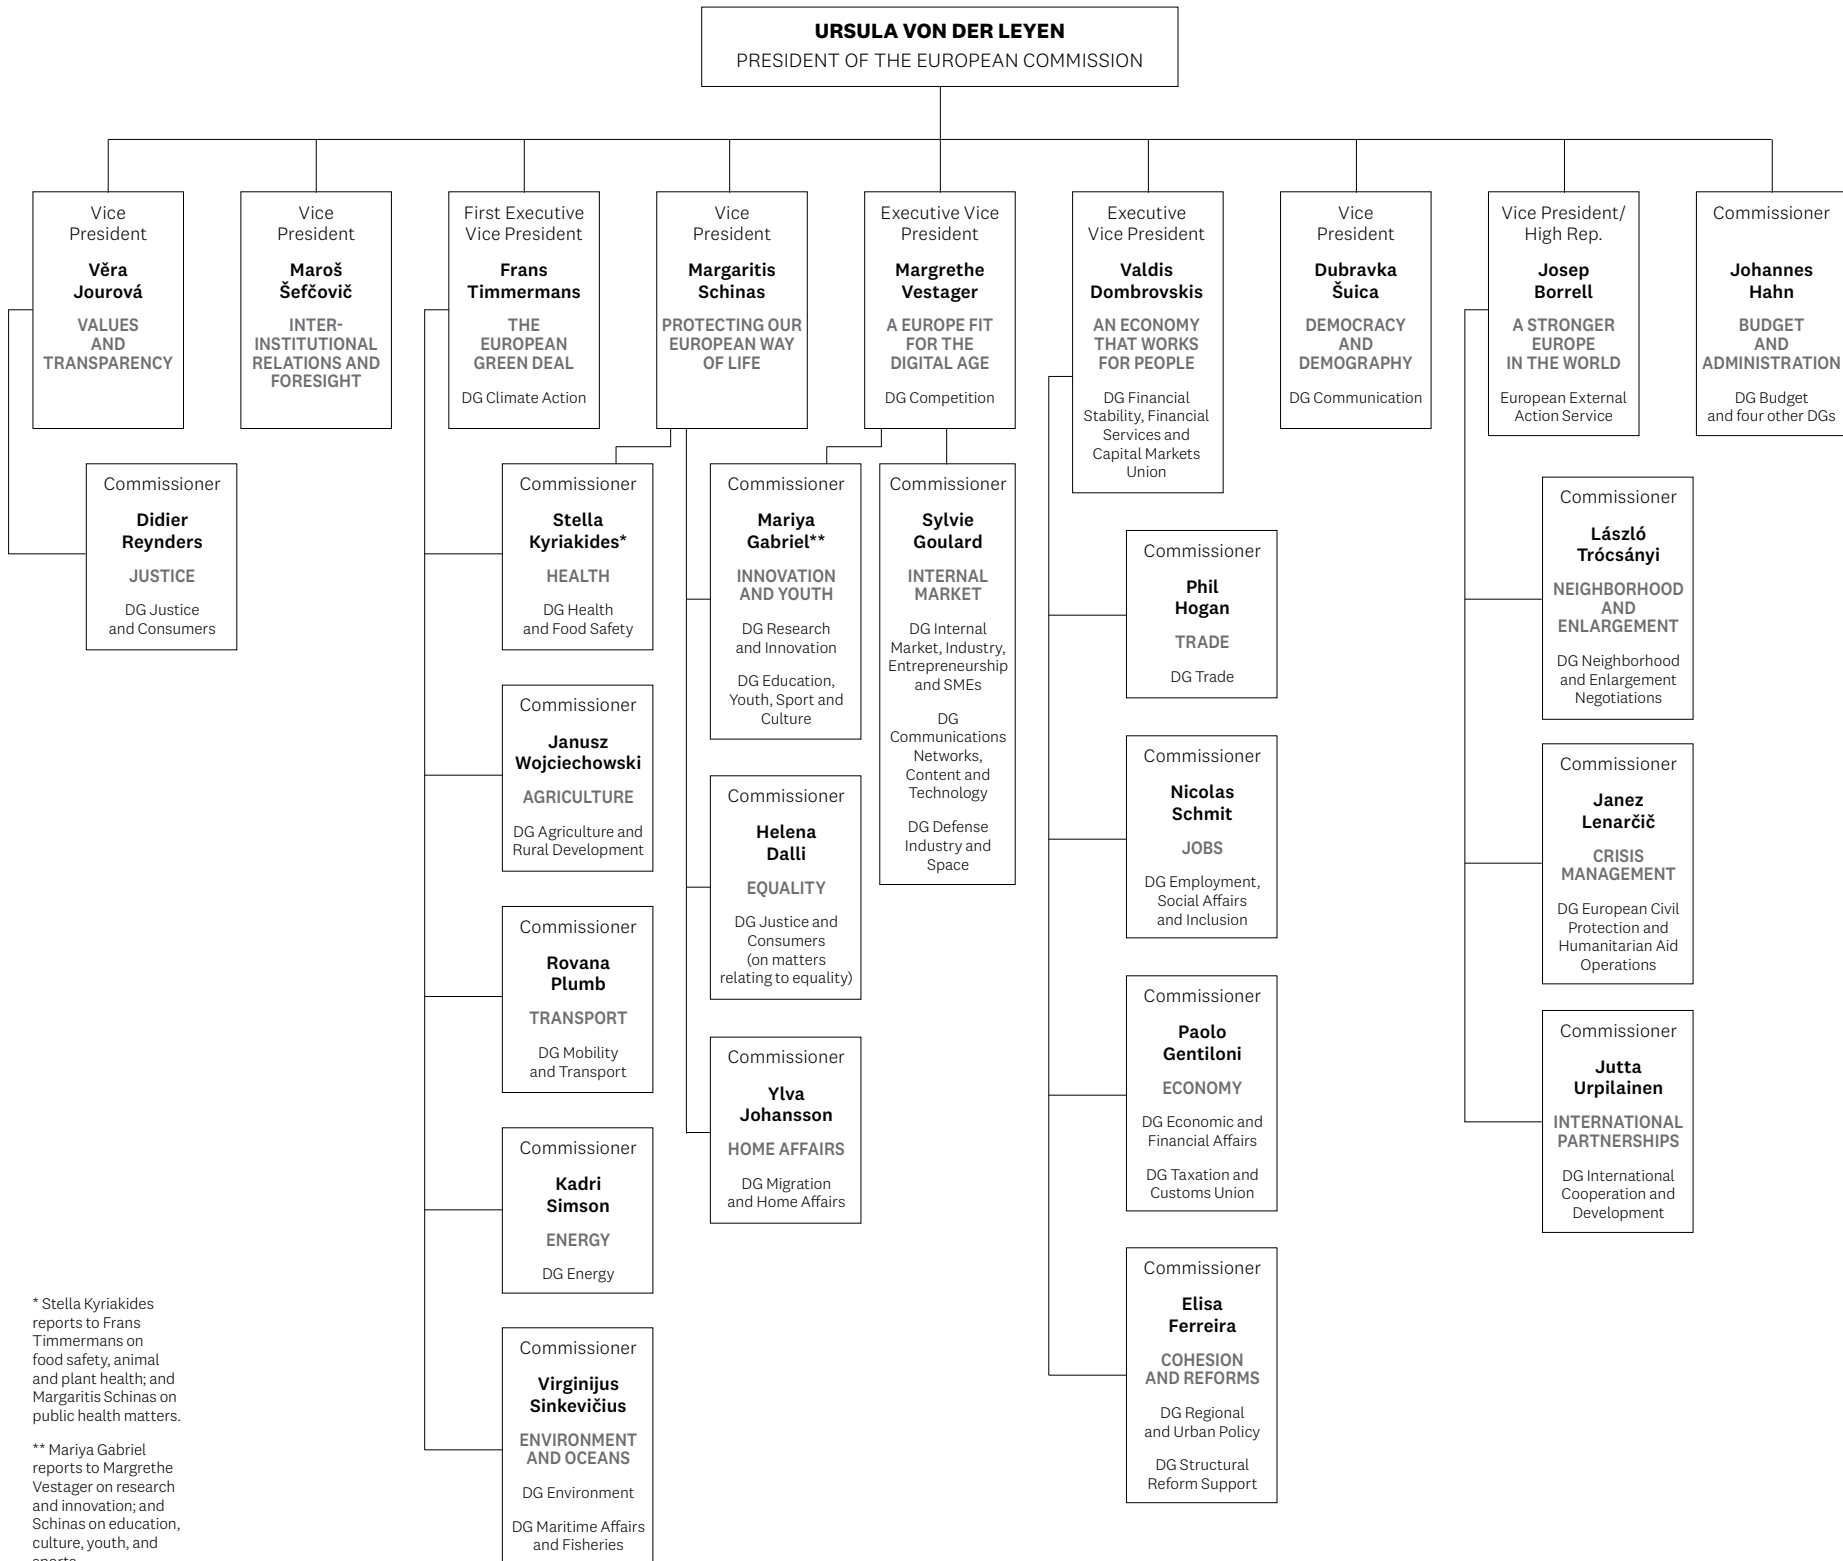 URSULA VON DER LEYEN
PRESIDENT OF THE EUROPEAN COMMISSION
Vice
President
Věra
Jourová
VALUES
AND
TRANSPARENCY
Vice
President
Maroš
Šefčovič
INTER-
INSTITUTIONAL
RELATIONS AND
FORESIGHT
First Executive
Vice President
Frans
Timmermans
THE
EUROPEAN
GREEN DEAL
DG Climate Action
Vice
President
Margaritis
Schinas
PROTECTING OUR
EUROPEAN WAY
OF LIFE
Executive Vice
President
Margrethe
Vestager
A EUROPE FIT
FOR THE
DIGITAL AGE
DG Competition
Executive
Vice President
Valdis
Dombrovskis
AN ECONOMY
THAT WORKS
FOR PEOPLE
DG Financial
Stability, Financial
Services and
Capital Markets
Union
Vice
President
Dubravka
Šuica
DEMOCRACY
AND
DEMOGRAPHY
DG Communication
Vice President/
High Rep.
Josep
Borrell
A STRONGER
EUROPE
IN THE WORLD
European External
Action Service
Commissioner
Johannes
Hahn
BUDGET
AND
ADMINISTRATION
DG Budget
and four other DGs
Commissioner
Didier
Reynders
JUSTICE
DG Justice
and Consumers
Commissioner
Stella
Kyriakides*
HEALTH
DG Health
and Food Safety
Commissioner
Janusz
Wojciechowski
AGRICULTURE
DG Agriculture and
Rural Development
Commissioner
Rovana
Plumb
TRANSPORT
DG Mobility
and Transport
Commissioner
Kadri
Simson
ENERGY
DG Energy
Commissioner
Virginijus
Sinkevičius
ENVIRONMENT
AND OCEANS
DG Environment
DG Maritime Affairs
and Fisheries
Commissioner
Mariya
Gabriel**
INNOVATION
AND YOUTH
DG Research
and Innovation
DG Education,
Youth, Sport and
Culture
Commissioner
Helena
Dalli
EQUALITY
DG Justice and
Consumers
(on matters
relating to equality)
Commissioner
Ylva
Johansson
HOME AFFAIRS
DG Migration
and Home Affairs
Commissioner
Sylvie
Goulard
INTERNAL
MARKET
DG Internal
Market, Industry,
Entrepreneurship
and SMEs
DG
Communications
Networks,
Content and
Technology
DG Defense
Industry and
Space
Commissioner
Phil
Hogan
TRADE
DG Trade
Commissioner
Nicolas
Schmit
JOBS
DG Employment,
Social Affairs
and Inclusion
Commissioner
Paolo
Gentiloni
ECONOMY
DG Economic and
Financial Affairs
DG Taxation and
Customs Union
Commissioner
Elisa
Ferreira
COHESION
AND REFORMS
DG Regional
and Urban Policy
DG Structural
Reform Support
Commissioner
László
Trócsányi
NEIGHBORHOOD
AND
ENLARGEMENT
DG Neighborhood
and Enlargement
Negotiations
Commissioner
Janez
Lenarčič
CRISIS
MANAGEMENT
DG European Civil
Protection and
Humanitarian Aid
Operations
Commissioner
Jutta
Urpilainen
INTERNATIONAL
PARTNERSHIPS
DG International
Cooperation and
Development
* Stella Kyriakides
reports to Frans
Timmermans on
food safety, animal
and plant health; and
Margaritis Schinas on
public health matters.
** Mariya Gabriel
reports to Margrethe
Vestager on research
and innovation; and
Schinas on education,
culture, youth, and